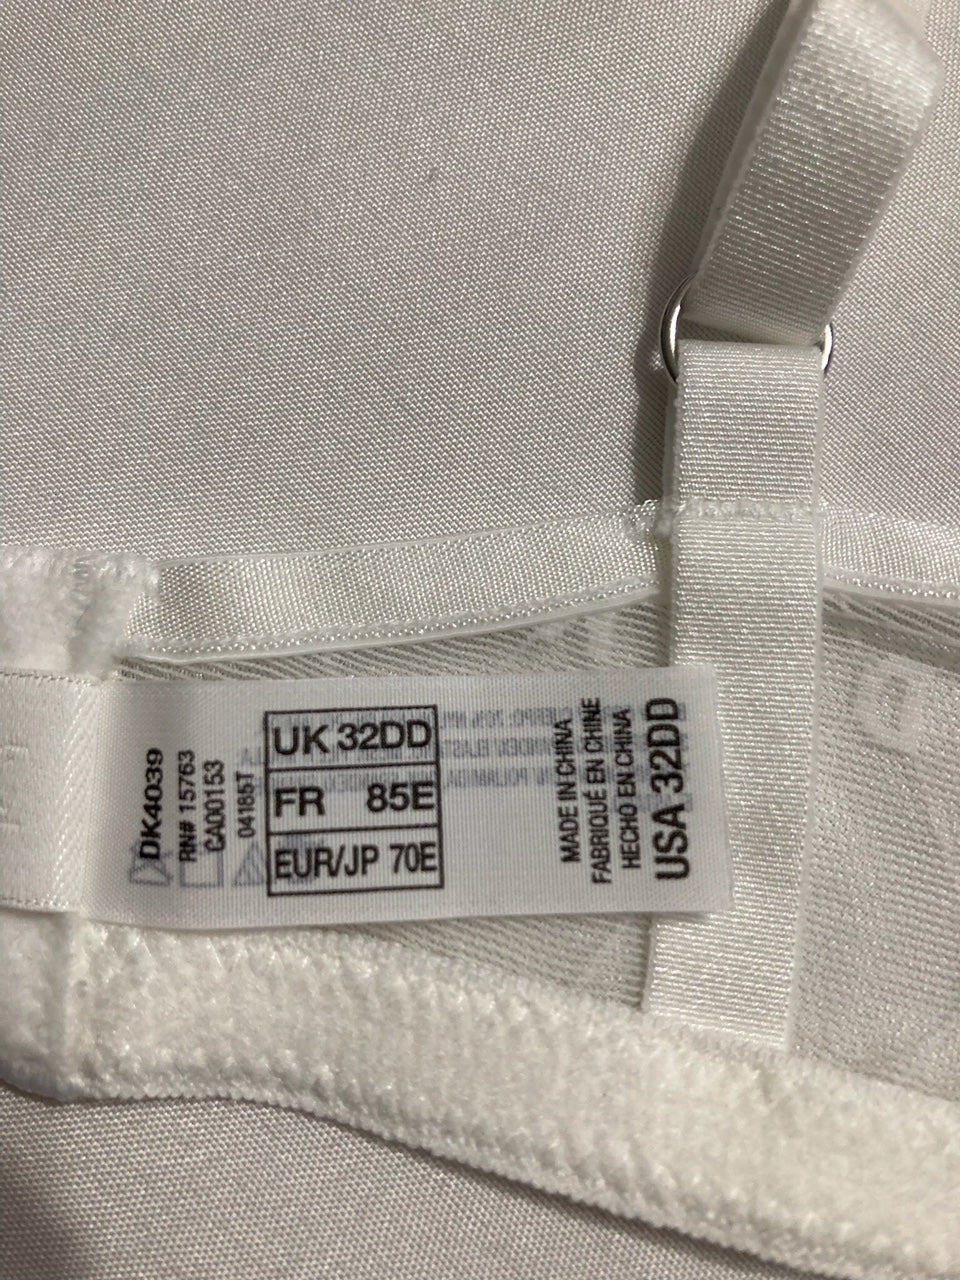 DK4039
RN# 15763
CA00153
04185T
UK 32DD
FR 85E
EUR/JP 70E
MADE IN CHINA
FABRIQUÉ EN CHINE
HECHO EN CHINA
USA 32DD